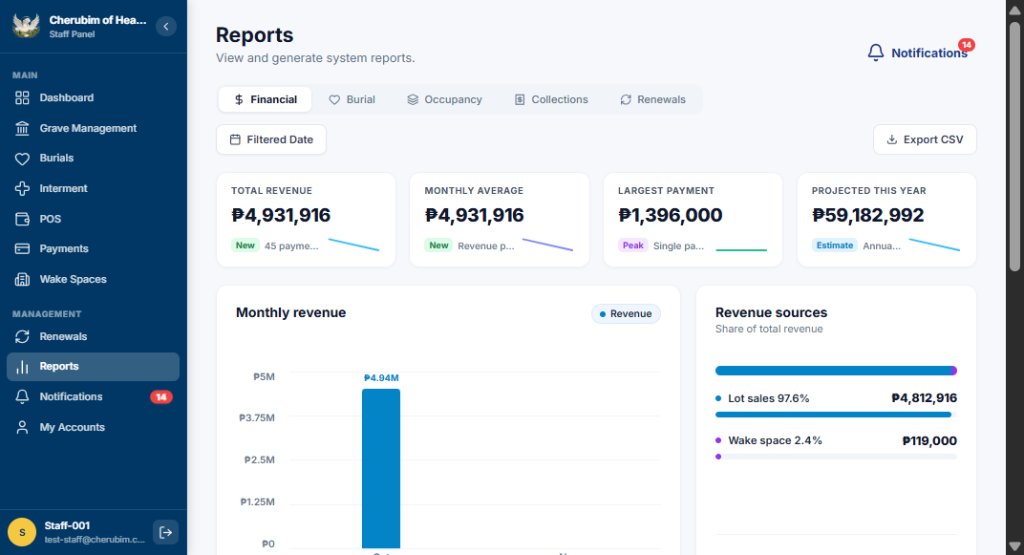 Cherubim of Hea...
Staff Panel
MAIN
Dashboard
Grave Management
Burials
Interment
POS
Payments
Wake Spaces
MANAGEMENT
Renewals
Reports
Notifications 14
My Accounts
S
Staff-001
test-staff@cherubim.c...
Reports
View and generate system reports.
Notifications 14
Financial Burial Occupancy Collections Renewals
Filtered Date
Export CSV
TOTAL REVENUE
₱4,931,916
New 45 payme...
MONTHLY AVERAGE
₱4,931,916
New Revenue p...
LARGEST PAYMENT
₱1,396,000
Peak Single pa...
PROJECTED THIS YEAR
₱59,182,992
Estimate Annua...
Monthly revenue
Revenue
₱5M
₱4.94M
₱3.75M
₱2.5M
₱1.25M
₱0
Revenue sources
Share of total revenue
Lot sales 97.6% ₱4,812,916
Wake space 2.4% ₱119,000